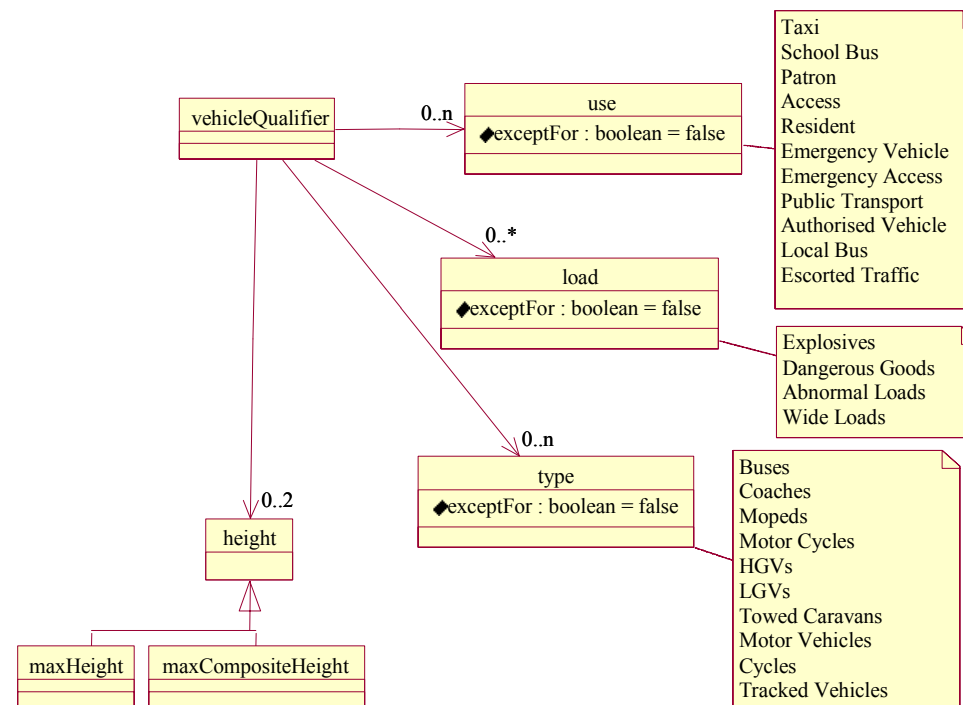 vehicleQualifier
0..n
use
exceptFor : boolean = false
Taxi
School Bus
Patron
Access
Resident
Emergency Vehicle
Emergency Access
Public Transport
Authorised Vehicle
Local Bus
Escorted Traffic
0..*
load
exceptFor : boolean = false
Explosives
Dangerous Goods
Abnormal Loads
Wide Loads
0..n
type
exceptFor : boolean = false
Buses
Coaches
Mopeds
Motor Cycles
HGVs
LGVs
Towed Caravans
Motor Vehicles
Cycles
Tracked Vehicles
0..2
height
maxHeight
maxCompositeHeight